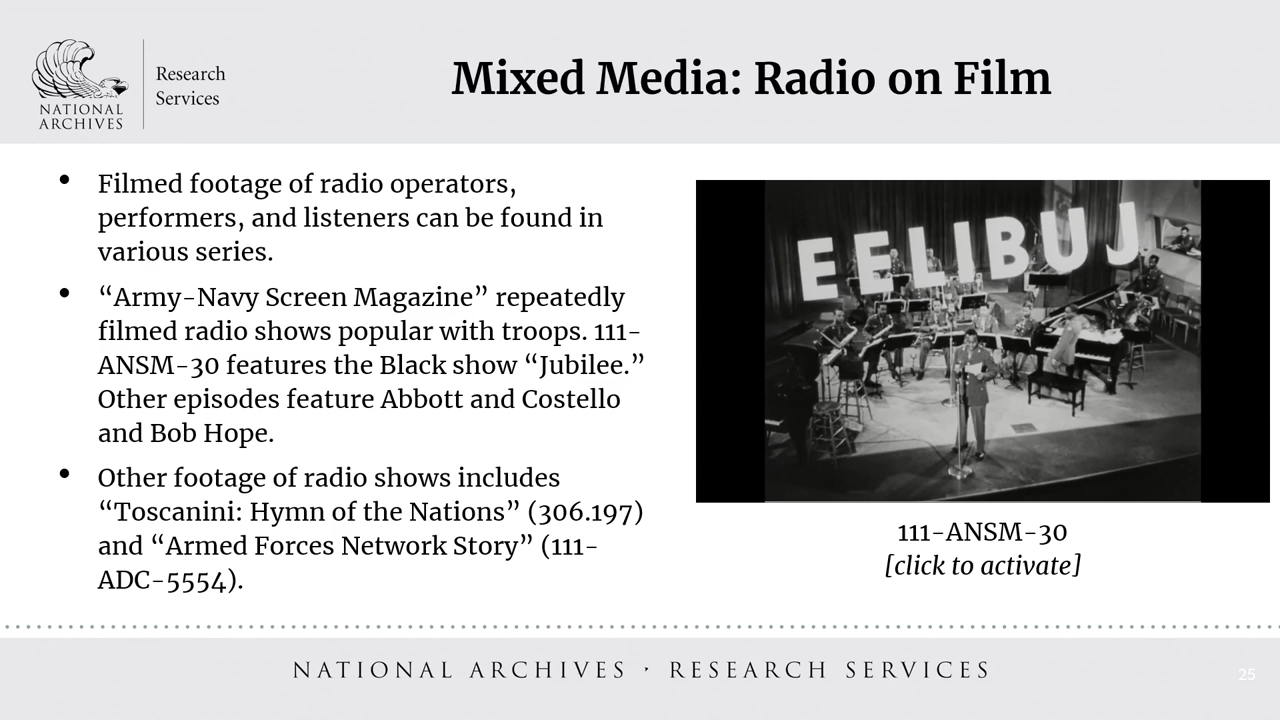 NATIONAL
ARCHIVES
Research
Services
Mixed Media: Radio on Film
• Filmed footage of radio operators,
performers, and listeners can be found in
various series.
• “Army-Navy Screen Magazine” repeatedly
filmed radio shows popular with troops. 111-
ANSM-30 features the Black show “Jubilee.”
Other episodes feature Abbott and Costello
and Bob Hope.
• Other footage of radio shows includes
“Toscanini: Hymn of the Nations” (306.197)
and “Armed Forces Network Story” (111-
ADC-5554).
EELIBUJ
111-ANSM-30
[click to activate]
NATIONAL ARCHIVES · RESEARCH SERVICES
25